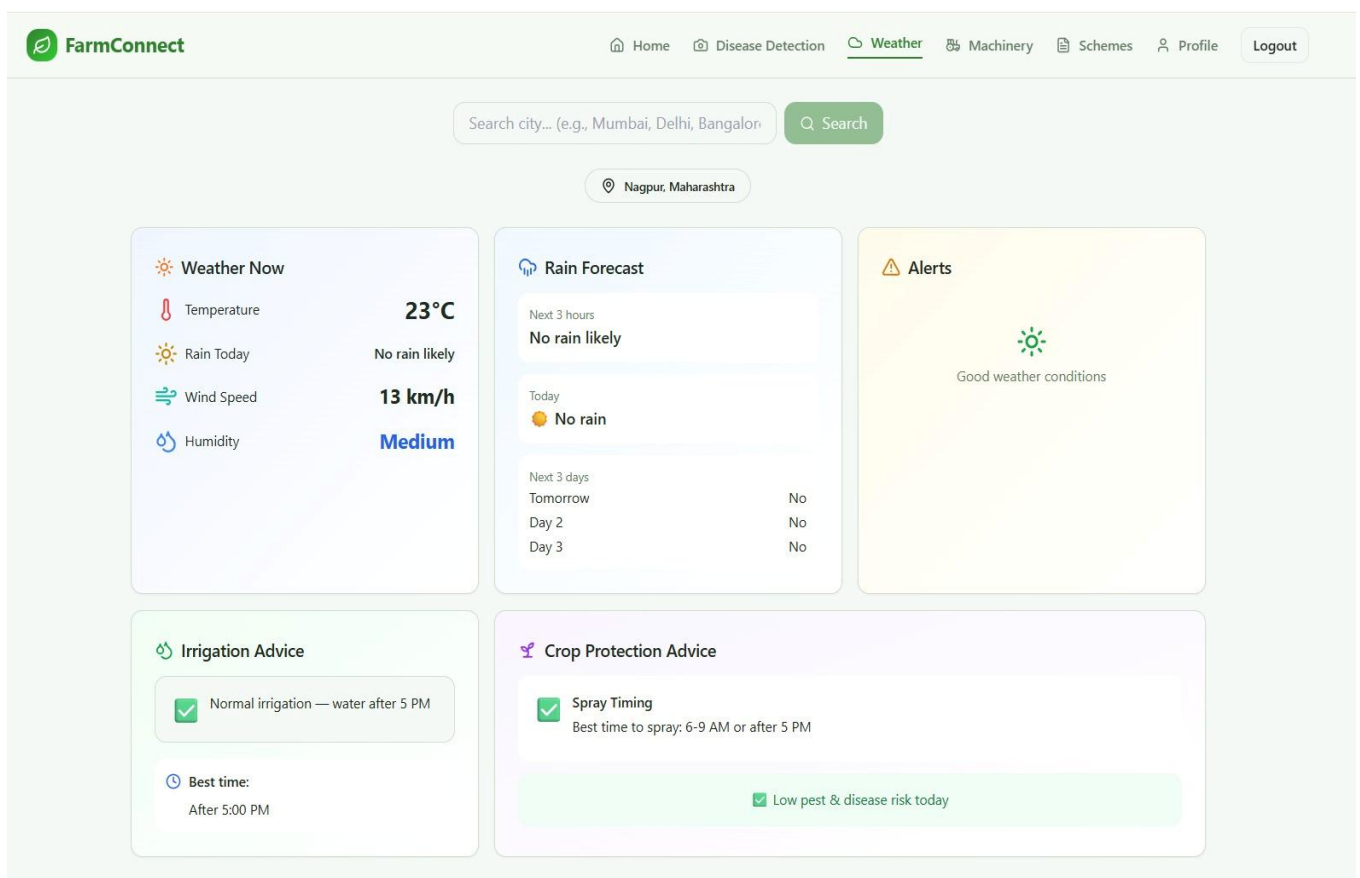 FarmConnect
Home
Disease Detection
Weather
Machinery
Schemes
Profile
Logout
Search city... (e.g., Mumbai, Delhi, Bangalor
Search
Nagpur, Maharashtra
Weather Now
Temperature 23°C
Rain Today No rain likely
Wind Speed 13 km/h
Humidity Medium
Rain Forecast
Next 3 hours
No rain likely
Today
No rain
Next 3 days
Tomorrow No
Day 2 No
Day 3 No
Alerts
Good weather conditions
Irrigation Advice
Normal irrigation — water after 5 PM
Best time:
After 5:00 PM
Crop Protection Advice
Spray Timing
Best time to spray: 6-9 AM or after 5 PM
Low pest & disease risk today